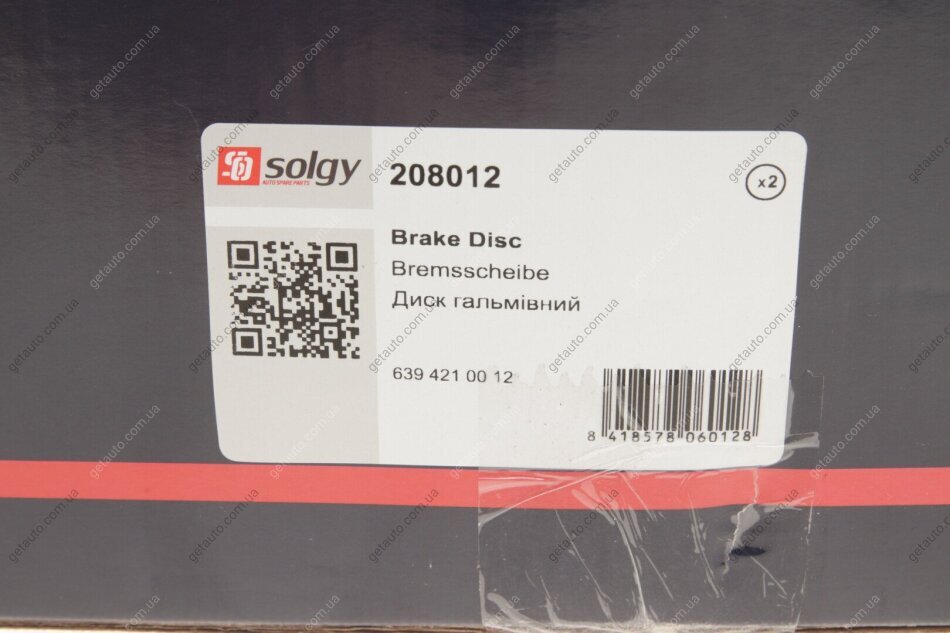 solgy
AUTO SPARE PARTS
208012
x2
Brake Disc
Bremsscheibe
Диск гальмівний
639 421 00 12
8 418578 060128
getauto.com.ua